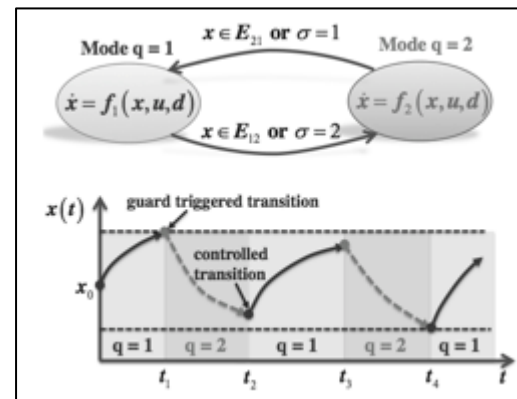 x ∈ E₂₁ or σ = 1
Mode q = 1
Mode q = 2
ẋ = f₁(x,u,d)
ẋ = f₂(x,u,d)
x ∈ E₁₂ or σ = 2
x(t)
guard triggered transition
controlled
transition
x₀
q = 1 q = 2 q = 1 q = 2 q = 1
t₁ t₂ t₃ t₄ t